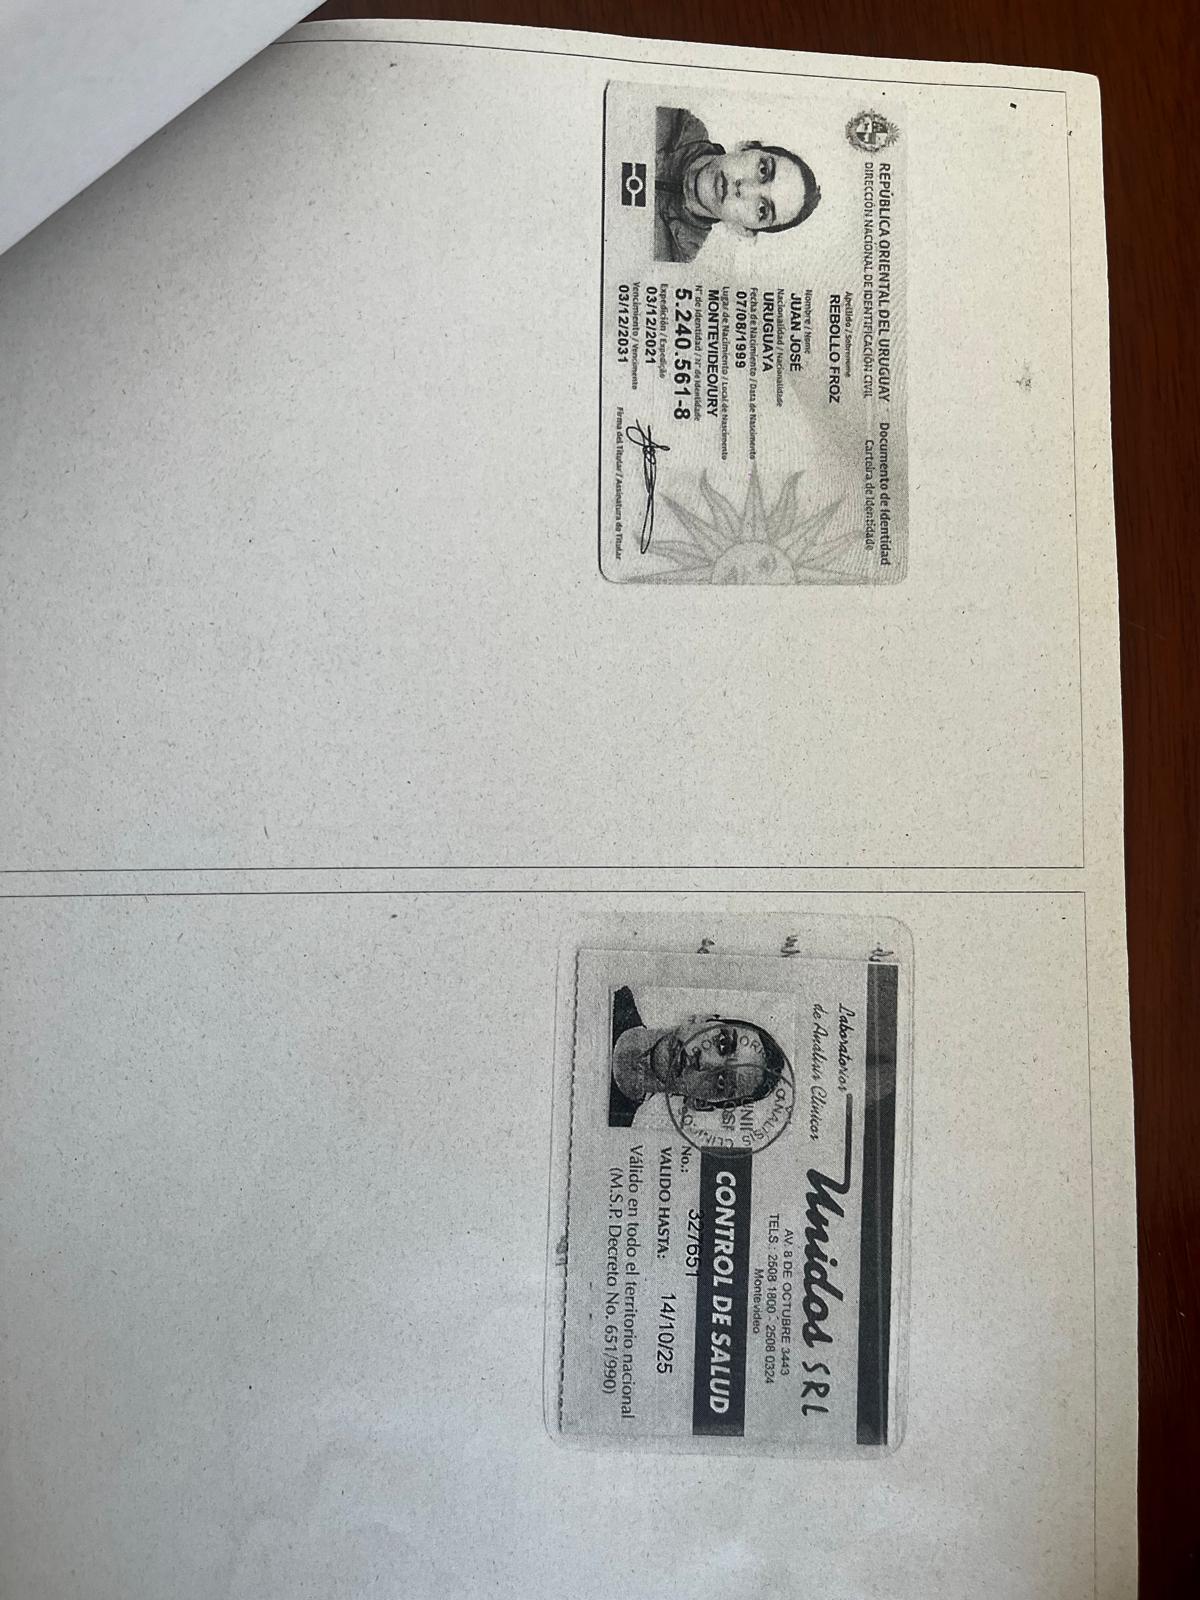 REPÚBLICA ORIENTAL DEL URUGUAY Documento de Identidad
DIRECCIÓN NACIONAL DE IDENTIFICACIÓN CIVIL Carteira de Identidade
Apellido / Sobrenome
REBOLLO FROZ
Nombre / Nome
JUAN JOSÉ
Nacionalidad / Nacionalidade
URUGUAYA
Fecha de Nacimiento / Data de Nascimento
07/08/1999
Lugar de Nacimiento / Local de Nascimento
MONTEVIDEO/URY
N° de Identidad / N° de Identidade
5.240.561-8
Expedición / Expedição
03/12/2021
Vencimiento / Vencimento
03/12/2031
Firma del Titular / Assinatura do Titular
Laboratorios
de Análisis Clínicos
Unidos SRL
AV. 8 DE OCTUBRE 3443
TELS.: 2508 1800 - 2508 0324
Montevideo
CONTROL DE SALUD
No.: 327651
VALIDO HASTA: 14/10/25
Válido en todo el territorio nacional
(M.S.P. Decreto No. 651/990)